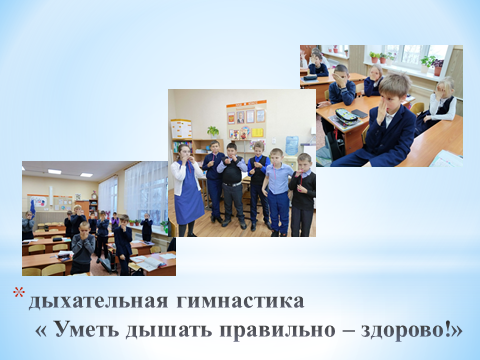 * дыхательная гимнастика
« Уметь дышать правильно – здорово!»